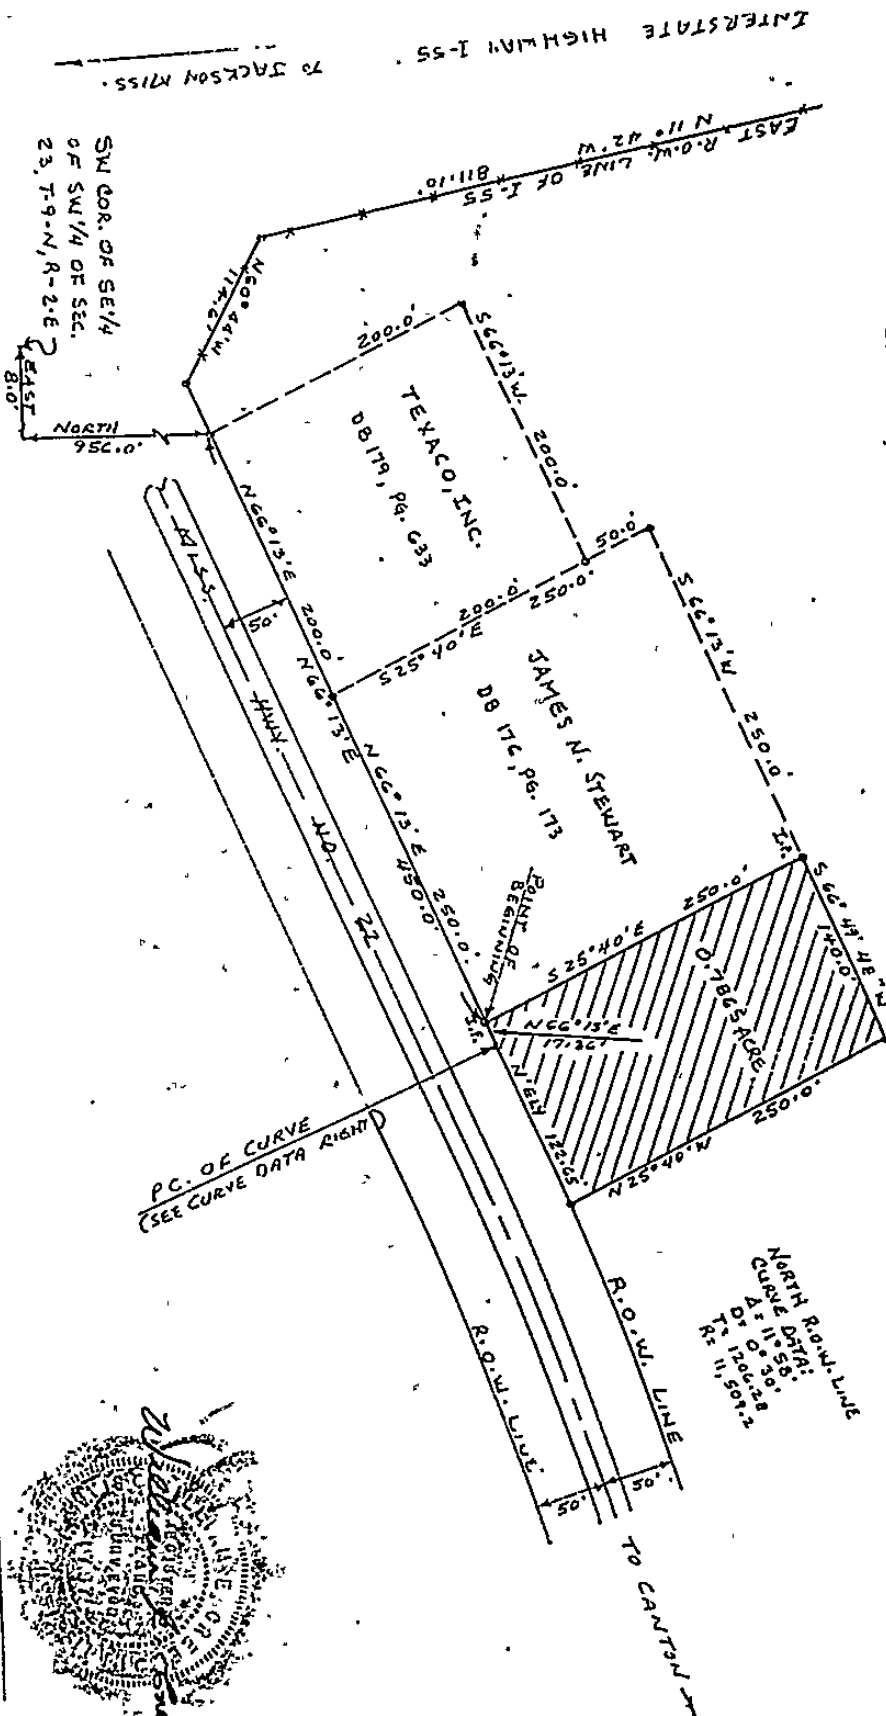 INTERSTATE HIGHWAY I-55
TO JACKSON MISS.
EAST R.O.W. LINE OF I-55
N 11° 42' W
811.10'
SW COR. OF SE 1/4
OF SW 1/4 OF SEC.
23, T-9-N, R-2-E
EAST
8.0'
NORTH
956.0'
N 60° 44' W
200.0'
S 66° 13' W.
200.0'
TEXACO, INC.
DB 179, PG. 633
N 66° 13' E 200.0'
50.0'
200.0'
250.0'
S 25° 40' E
S 66° 13' W 250.0'
I.P.
JAMES N. STEWART
DB 176, PG. 173
N 66° 13' E
N 66° 13' E 250.0'
450.0'
POINT OF
BEGINNING
I.P.
S 25° 40' E 250.0'
S 66° 49' 48" W
140.0'
0.7865 ACRE
N 66° 13' E
17.26'
N'ELY 122.65'
N 25° 40' W 250.0'
50'
MISS. HWY. NO. 22
P.C. OF CURVE
(SEE CURVE DATA RIGHT)
NORTH R.O.W. LINE
CURVE DATA:
Δ = 11° 58'
D = 0° 30'
T = 1206.28
R = 11,509.2
R.O.W. LINE
R.O.W. LINE
50'
50'
TO CANTON